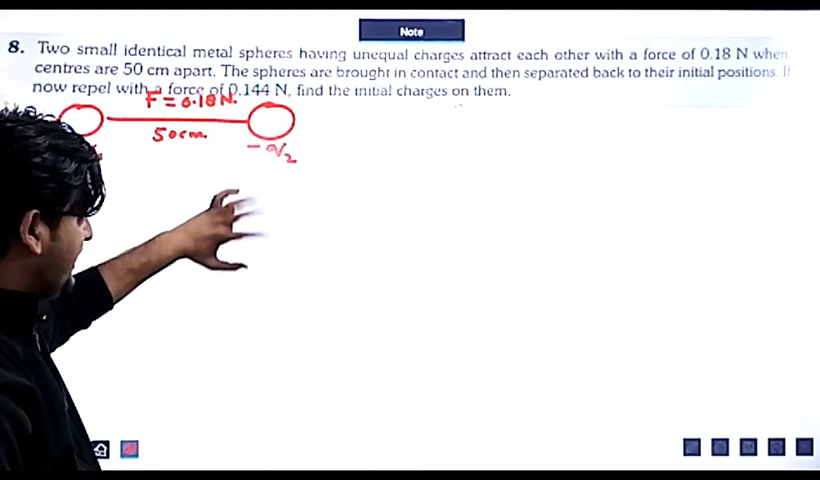 Note
8. Two small identical metal spheres having unequal charges attract each other with a force of 0.18 N when
centres are 50 cm apart. The spheres are brought in contact and then separated back to their initial positions. If
now repel with a force of 0.144 N, find the initial charges on them.
F = 0.18 N.
50cm.
- q/2